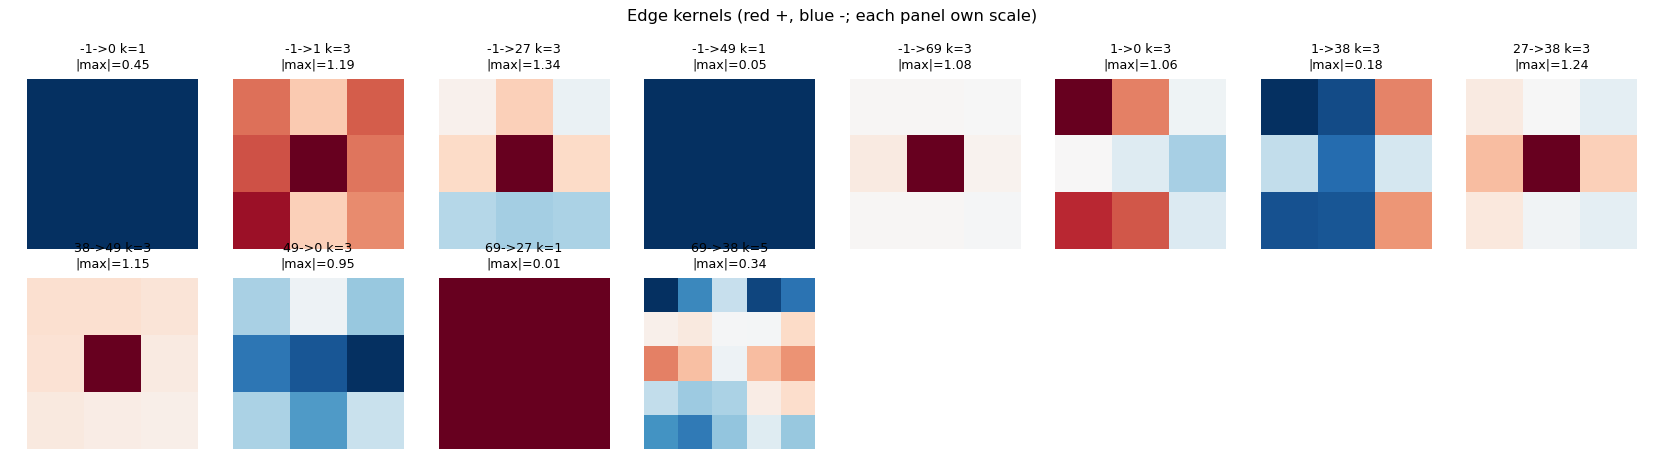 Edge kernels (red +, blue -; each panel own scale)
-1->0 k=1
|max|=0.45
-1->1 k=3
|max|=1.19
-1->27 k=3
|max|=1.34
-1->49 k=1
|max|=0.05
-1->69 k=3
|max|=1.08
1->0 k=3
|max|=1.06
1->38 k=3
|max|=0.18
27->38 k=3
|max|=1.24
38->49 k=3
|max|=1.15
49->0 k=3
|max|=0.95
69->27 k=1
|max|=0.01
69->38 k=5
|max|=0.34